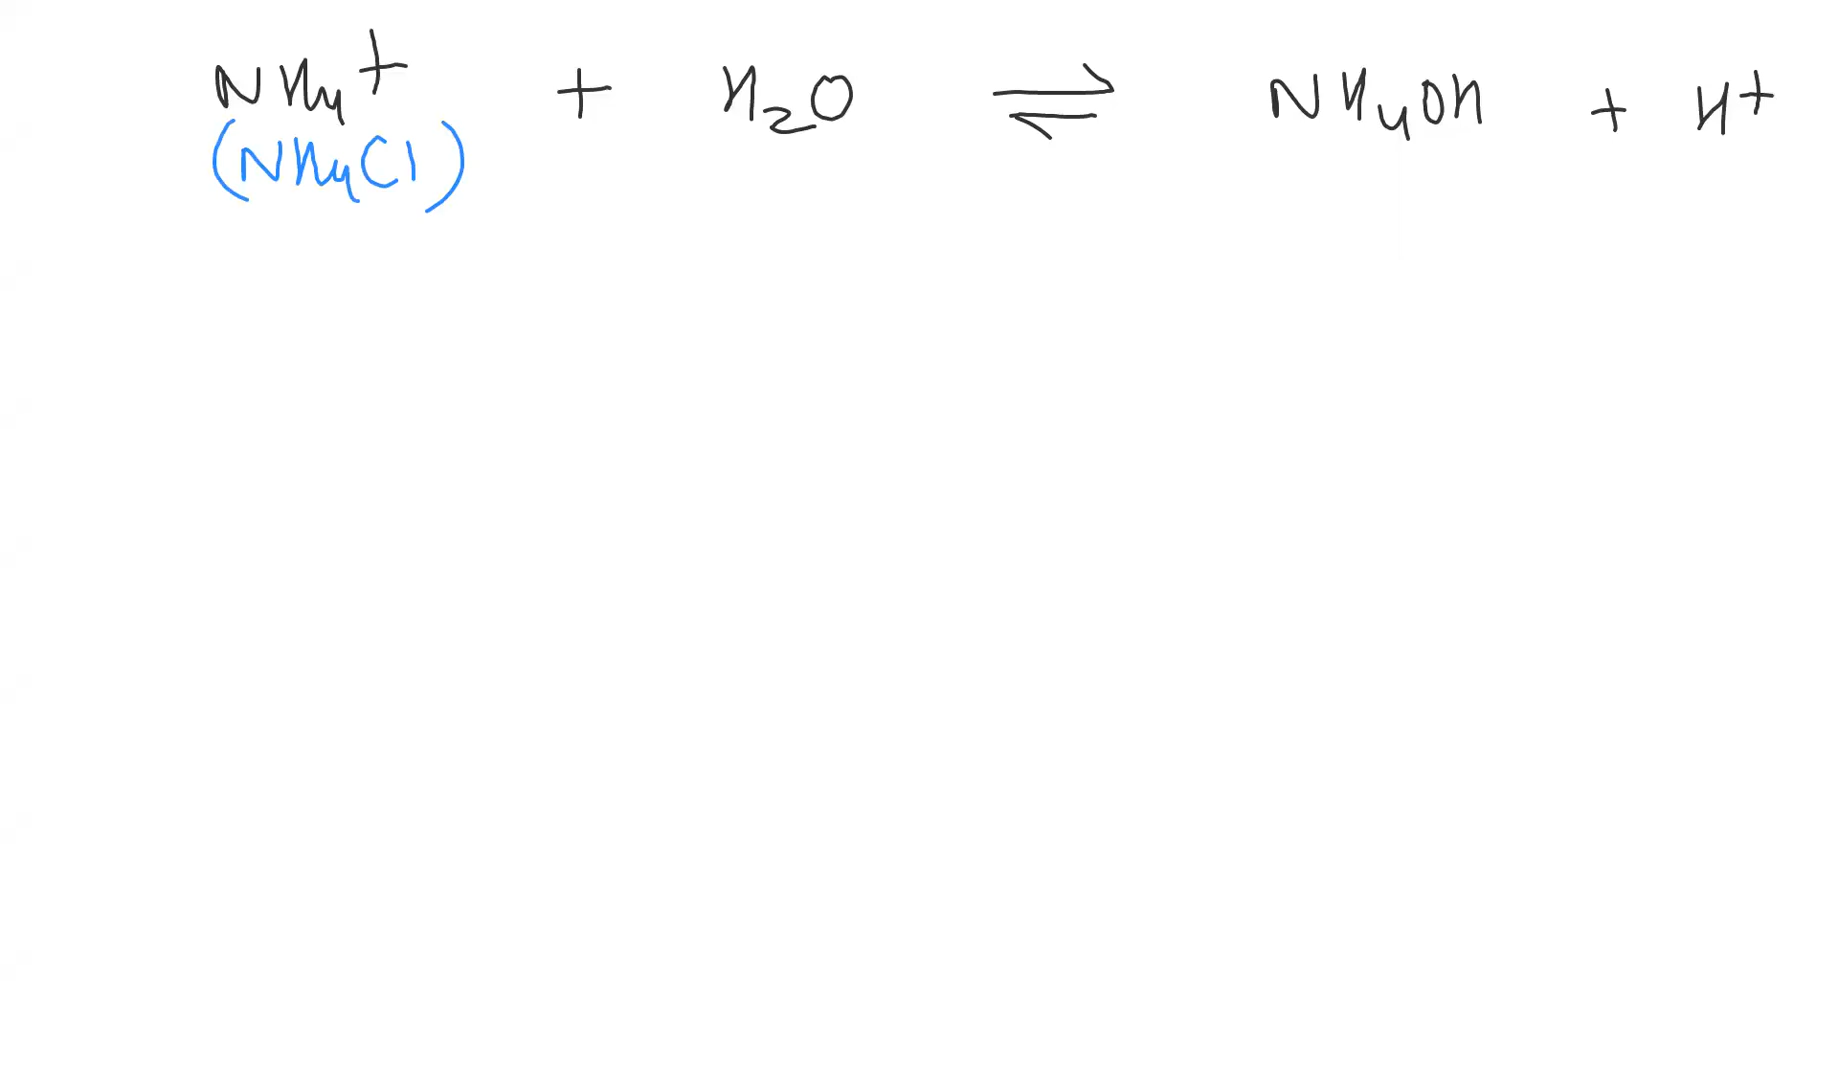 NH₄⁺ + H₂O ⇌ NH₄OH + H⁺
(NH₄Cl)